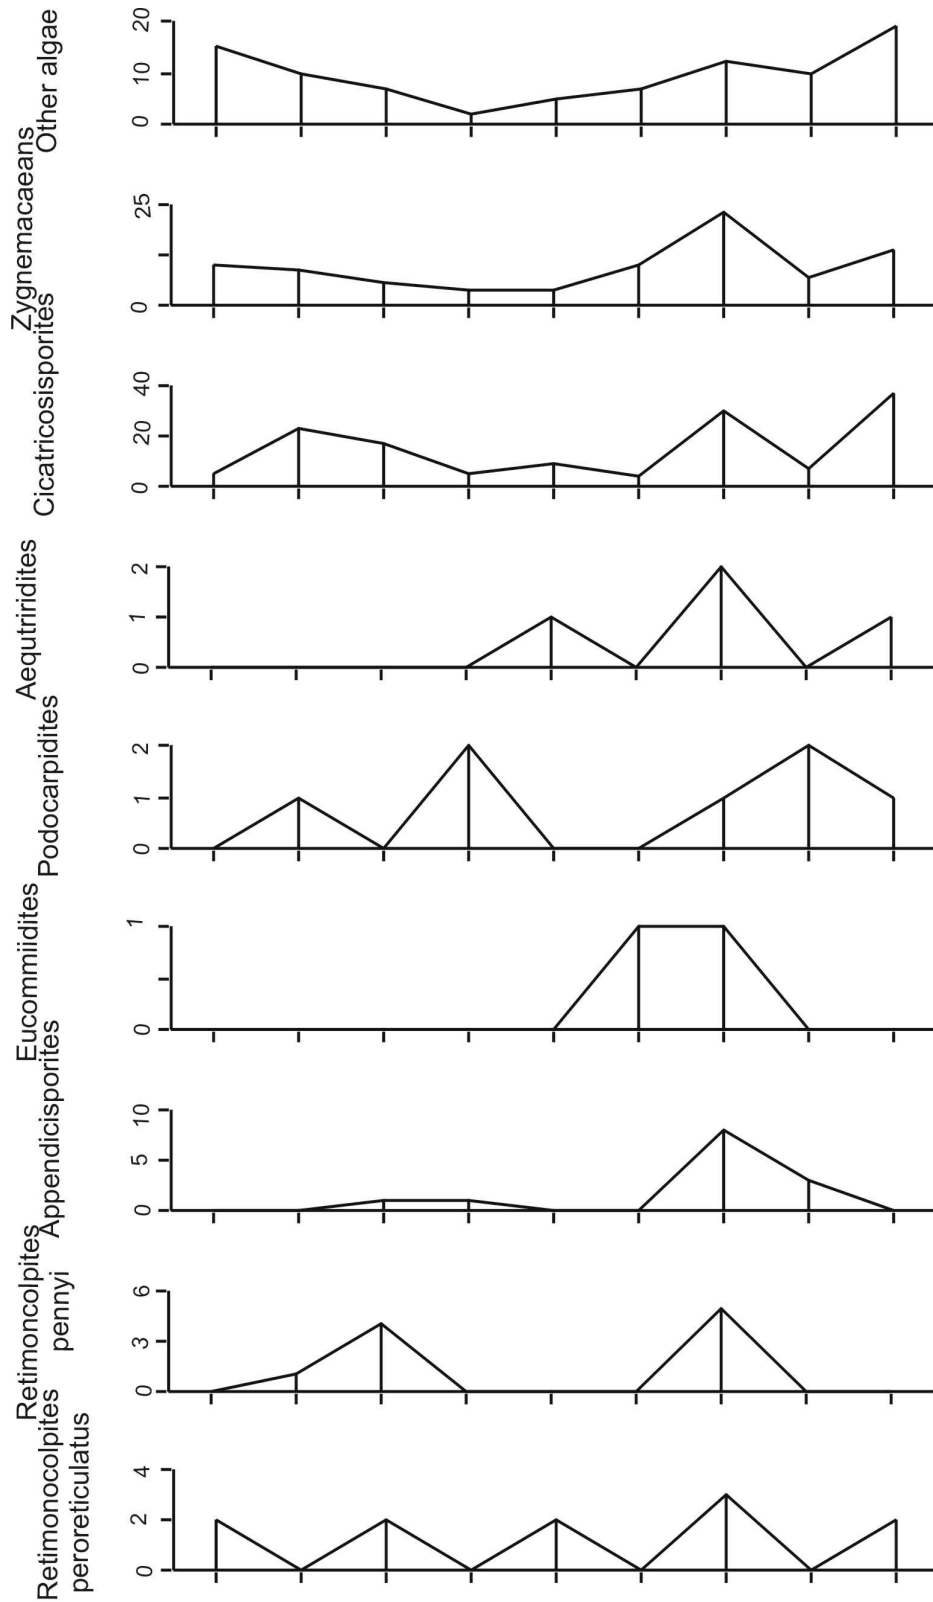 Other algae
20
10
0
Zygnemacaeans
25
0
Cicatricosisporites
40
20
0
Aequtriridites
2
1
0
Podocarpidites
2
1
0
Eucommiidites
1
0
Appendicisporites
10
5
0
Retimoncolpites
pennyi
6
3
0
Retimonocolpites
peroreticulatus
4
2
0